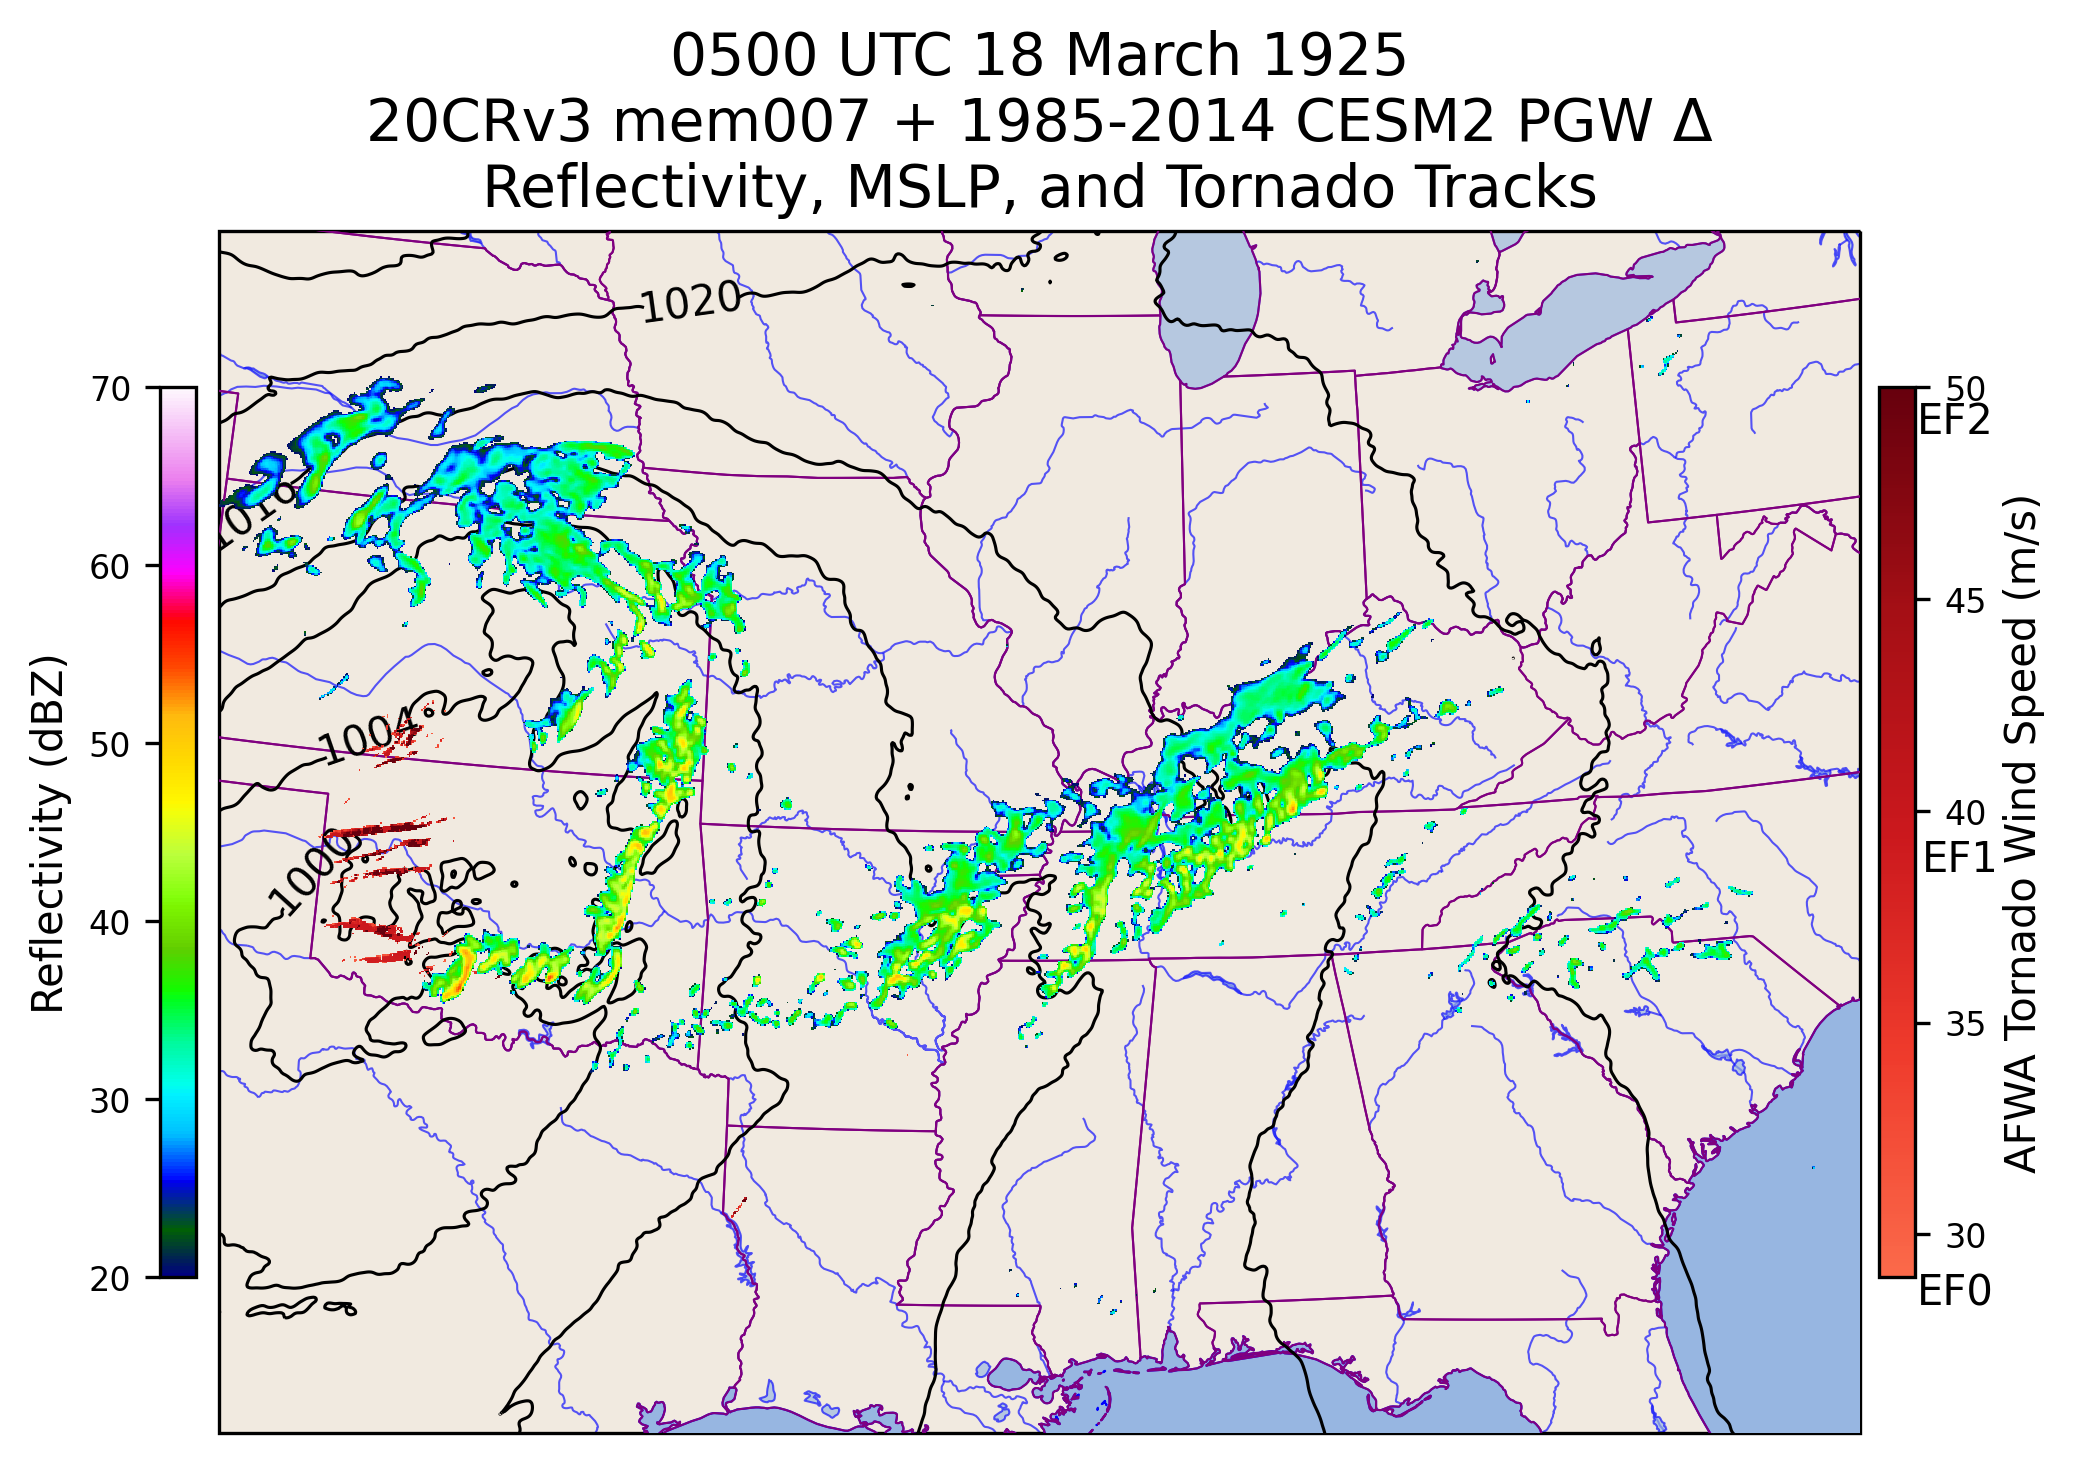 0500 UTC 18 March 1925
20CRv3 mem007 + 1985-2014 CESM2 PGW Δ
Reflectivity, MSLP, and Tornado Tracks
1020
1004
1000
70
60
50
40
30
20
Reflectivity (dBZ)
50
EF2
45
40
EF1
35
30
EF0
AFWA Tornado Wind Speed (m/s)